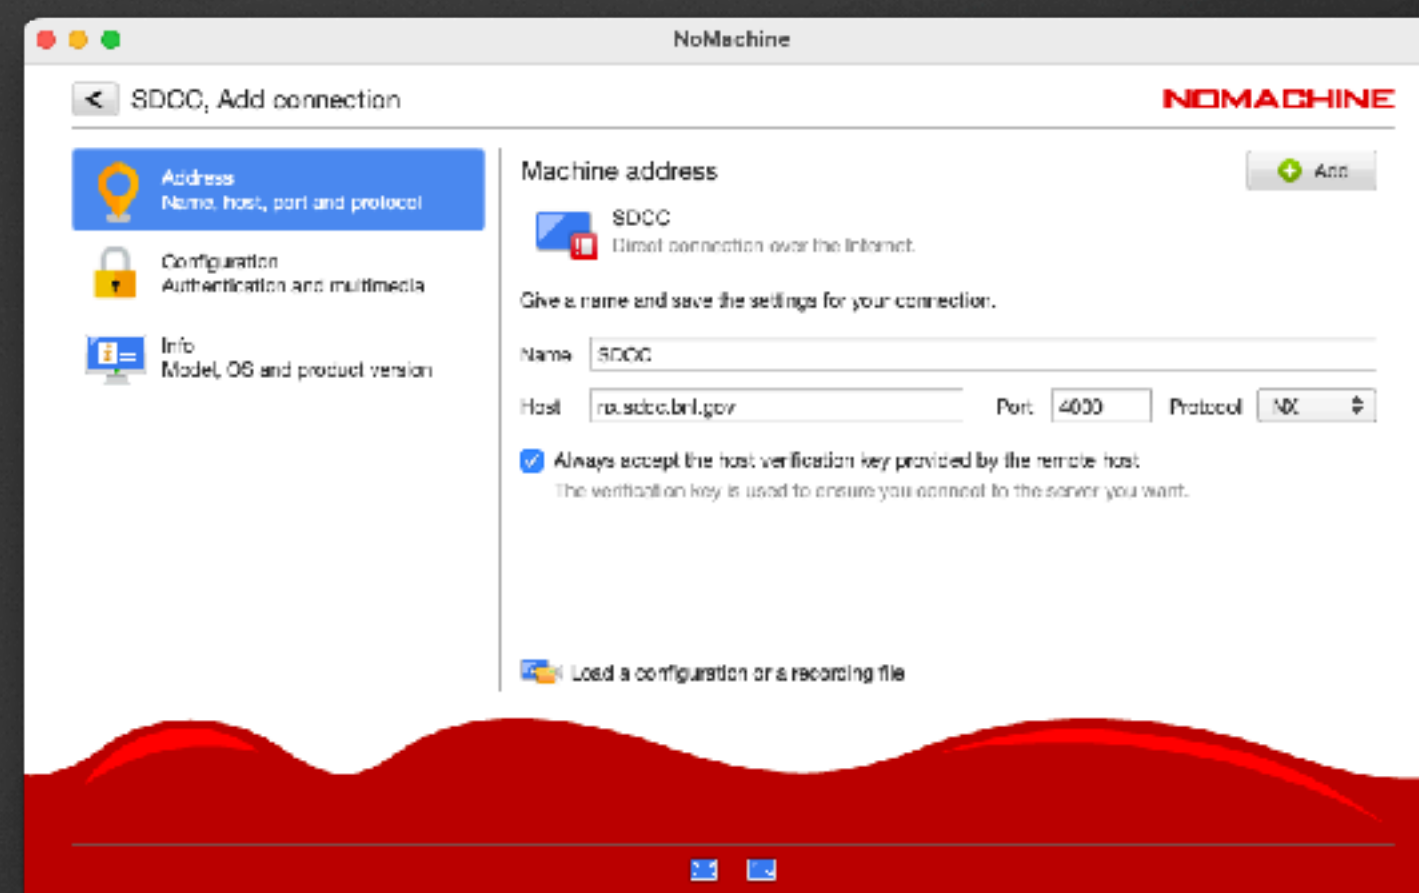 NoMachine
SDCC, Add connection
NOMACHINE
Address
Name, host, port and protocol
Configuration
Authentication and multimedia
Info
Model, OS and product version
Machine address
Add
SDCC
Direct connection over the Internet.
Give a name and save the settings for your connection.
Name SDCC
Host nx.sdcc.bnl.gov Port 4000 Protocol NX
Always accept the host verification key provided by the remote host
The verification key is used to ensure you connect to the server you want.
Load a configuration or a recording file